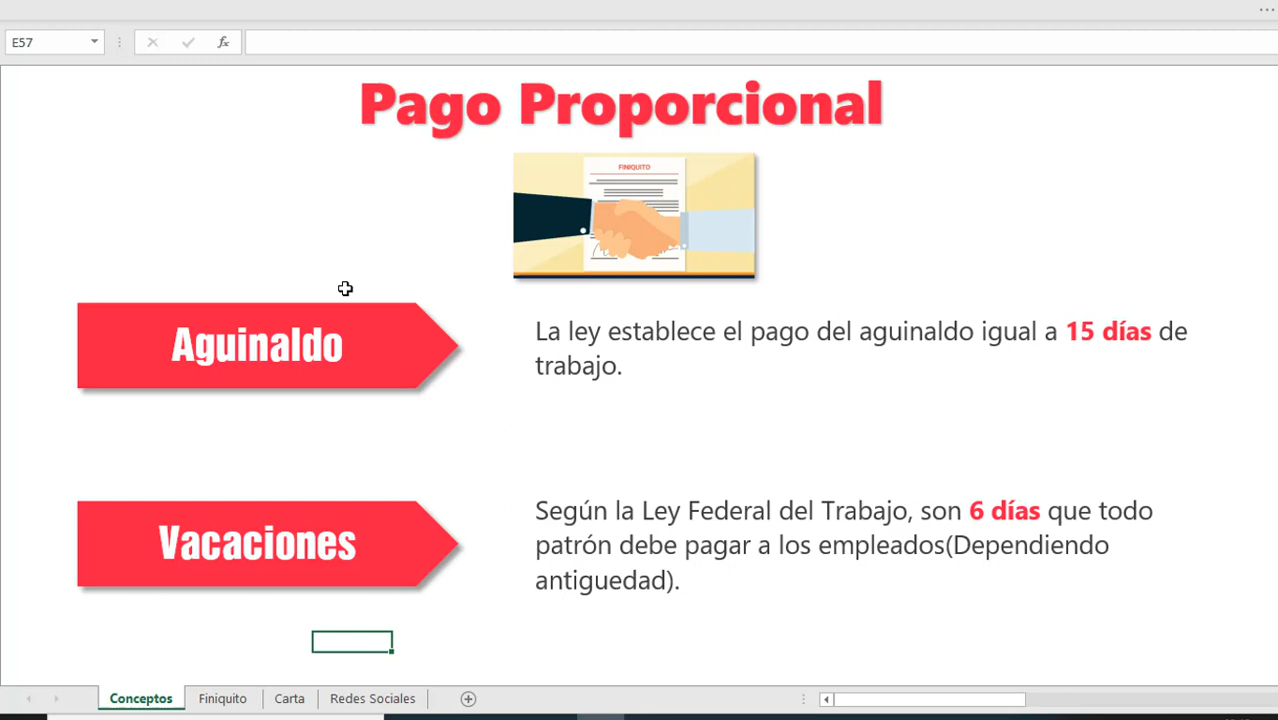 E57
fx
Pago Proporcional
FINIQUITO
Aguinaldo
La ley establece el pago del aguinaldo igual a 15 días de
trabajo.
Vacaciones
Según la Ley Federal del Trabajo, son 6 días que todo
patrón debe pagar a los empleados(Dependiendo
antiguedad).
Conceptos Finiquito Carta Redes Sociales